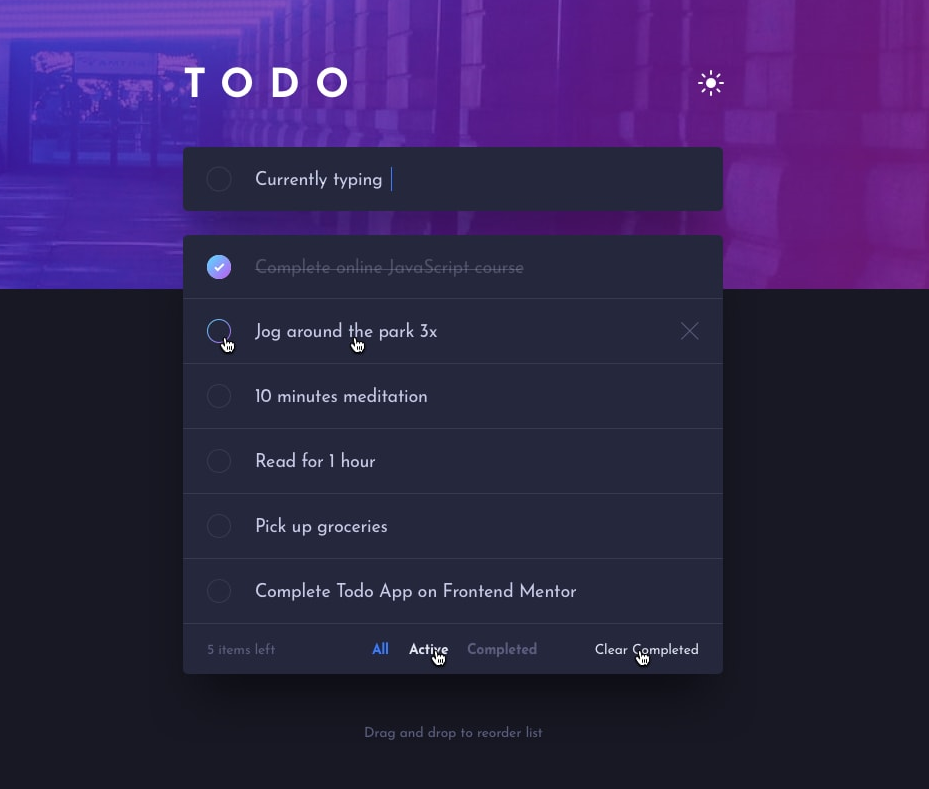 TODO
Currently typing
Complete online JavaScript course
Jog around the park 3x
10 minutes meditation
Read for 1 hour
Pick up groceries
Complete Todo App on Frontend Mentor
5 items left All Active Completed Clear Completed
Drag and drop to reorder list